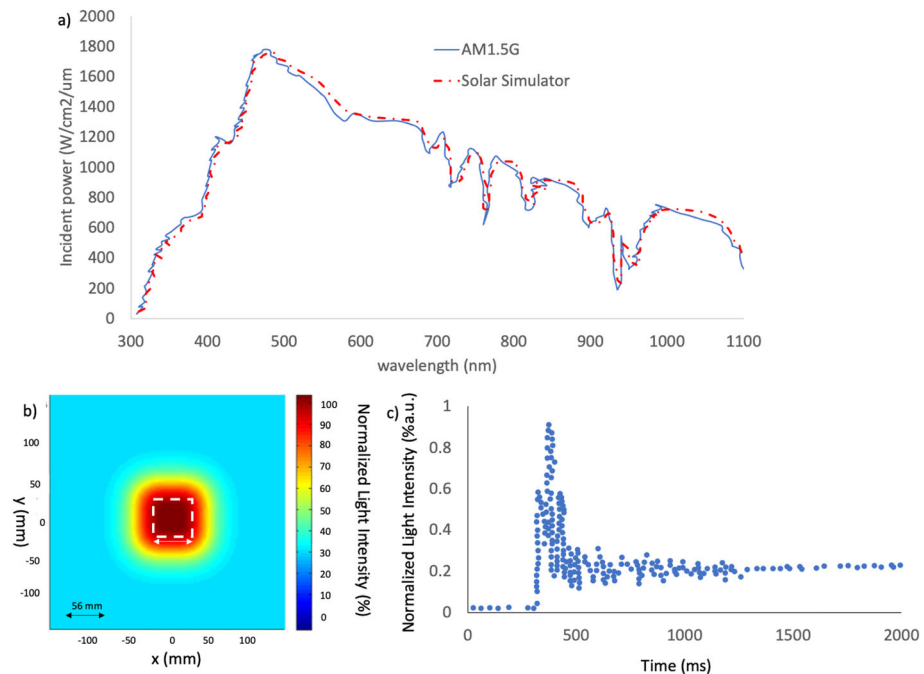 a)
Incident power (W/cm2/um)
2000
1800
1600
1400
1200
1000
800
600
400
200
0
AM1.5G
Solar Simulator
300 400 500 600 700 800 900 1000 1100
wavelength (nm)
b)
y (mm)
100
50
0
-50
-100
56 mm
-100 -50 0 50 100
x (mm)
100
90
80
70
60
50
40
30
20
10
0
Normalized Light Intensity (%)
c)
Normalized Light Intensity (%a.u.)
1
0.8
0.6
0.4
0.2
0
0 500 1000 1500 2000
Time (ms)